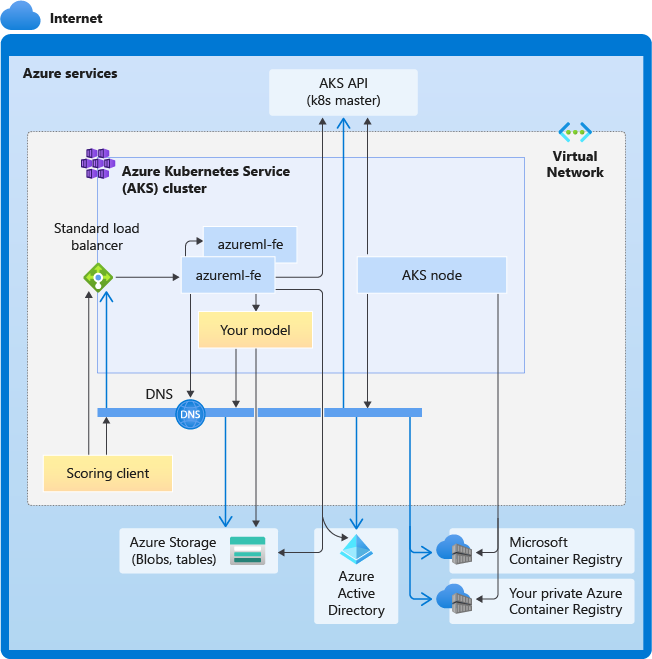 Internet
Azure services
AKS API
(k8s master)
Virtual
Network
Azure Kubernetes Service
(AKS) cluster
Standard load
balancer
azureml-fe
azureml-fe
AKS node
Your model
DNS
DNS
Scoring client
Azure Storage
(Blobs, tables)
Azure
Active
Directory
Microsoft
Container Registry
Your private Azure
Container Registry